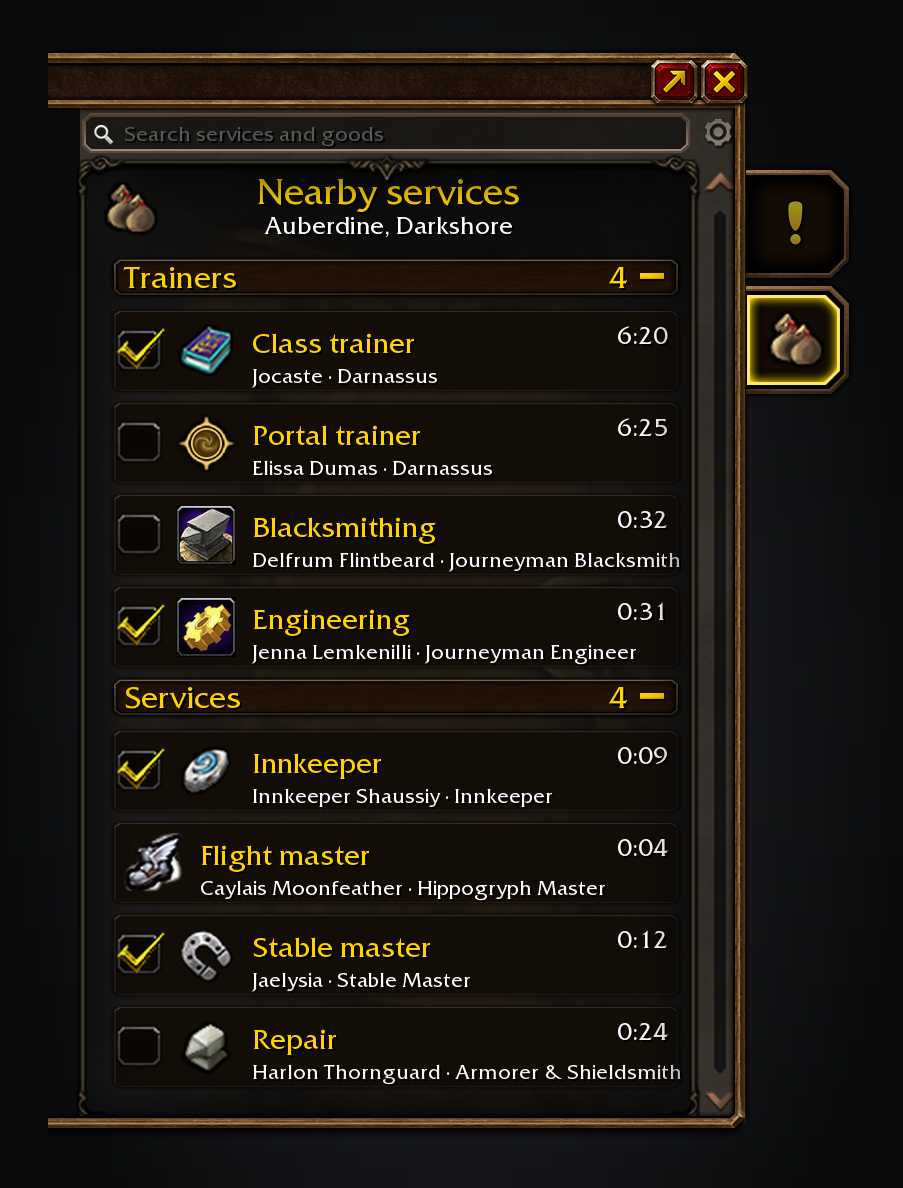 Search services and goods
Nearby services
Auberdine, Darkshore
Trainers 4
Class trainer 6:20
Jocaste · Darnassus
Portal trainer 6:25
Elissa Dumas · Darnassus
Blacksmithing 0:32
Delfrum Flintbeard · Journeyman Blacksmith
Engineering 0:31
Jenna Lemkenilli · Journeyman Engineer
Services 4
Innkeeper 0:09
Innkeeper Shaussiy · Innkeeper
Flight master 0:04
Caylais Moonfeather · Hippogryph Master
Stable master 0:12
Jaelysia · Stable Master
Repair 0:24
Harlon Thornguard · Armorer & Shieldsmith